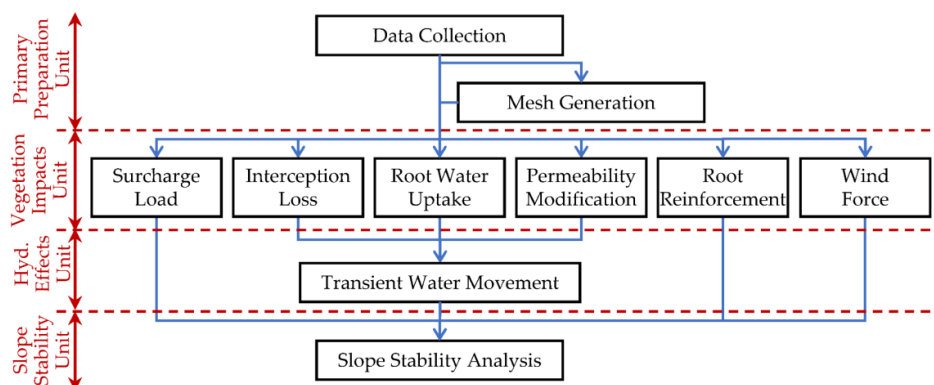 Primary
Preparation
Unit
Data Collection
Mesh Generation
Vegetation
Impacts
Unit
Surcharge
Load
Interception
Loss
Root Water
Uptake
Permeability
Modification
Root
Reinforcement
Wind
Force
Hyd.
Effects
Unit
Transient Water Movement
Slope
Stability
Unit
Slope Stability Analysis